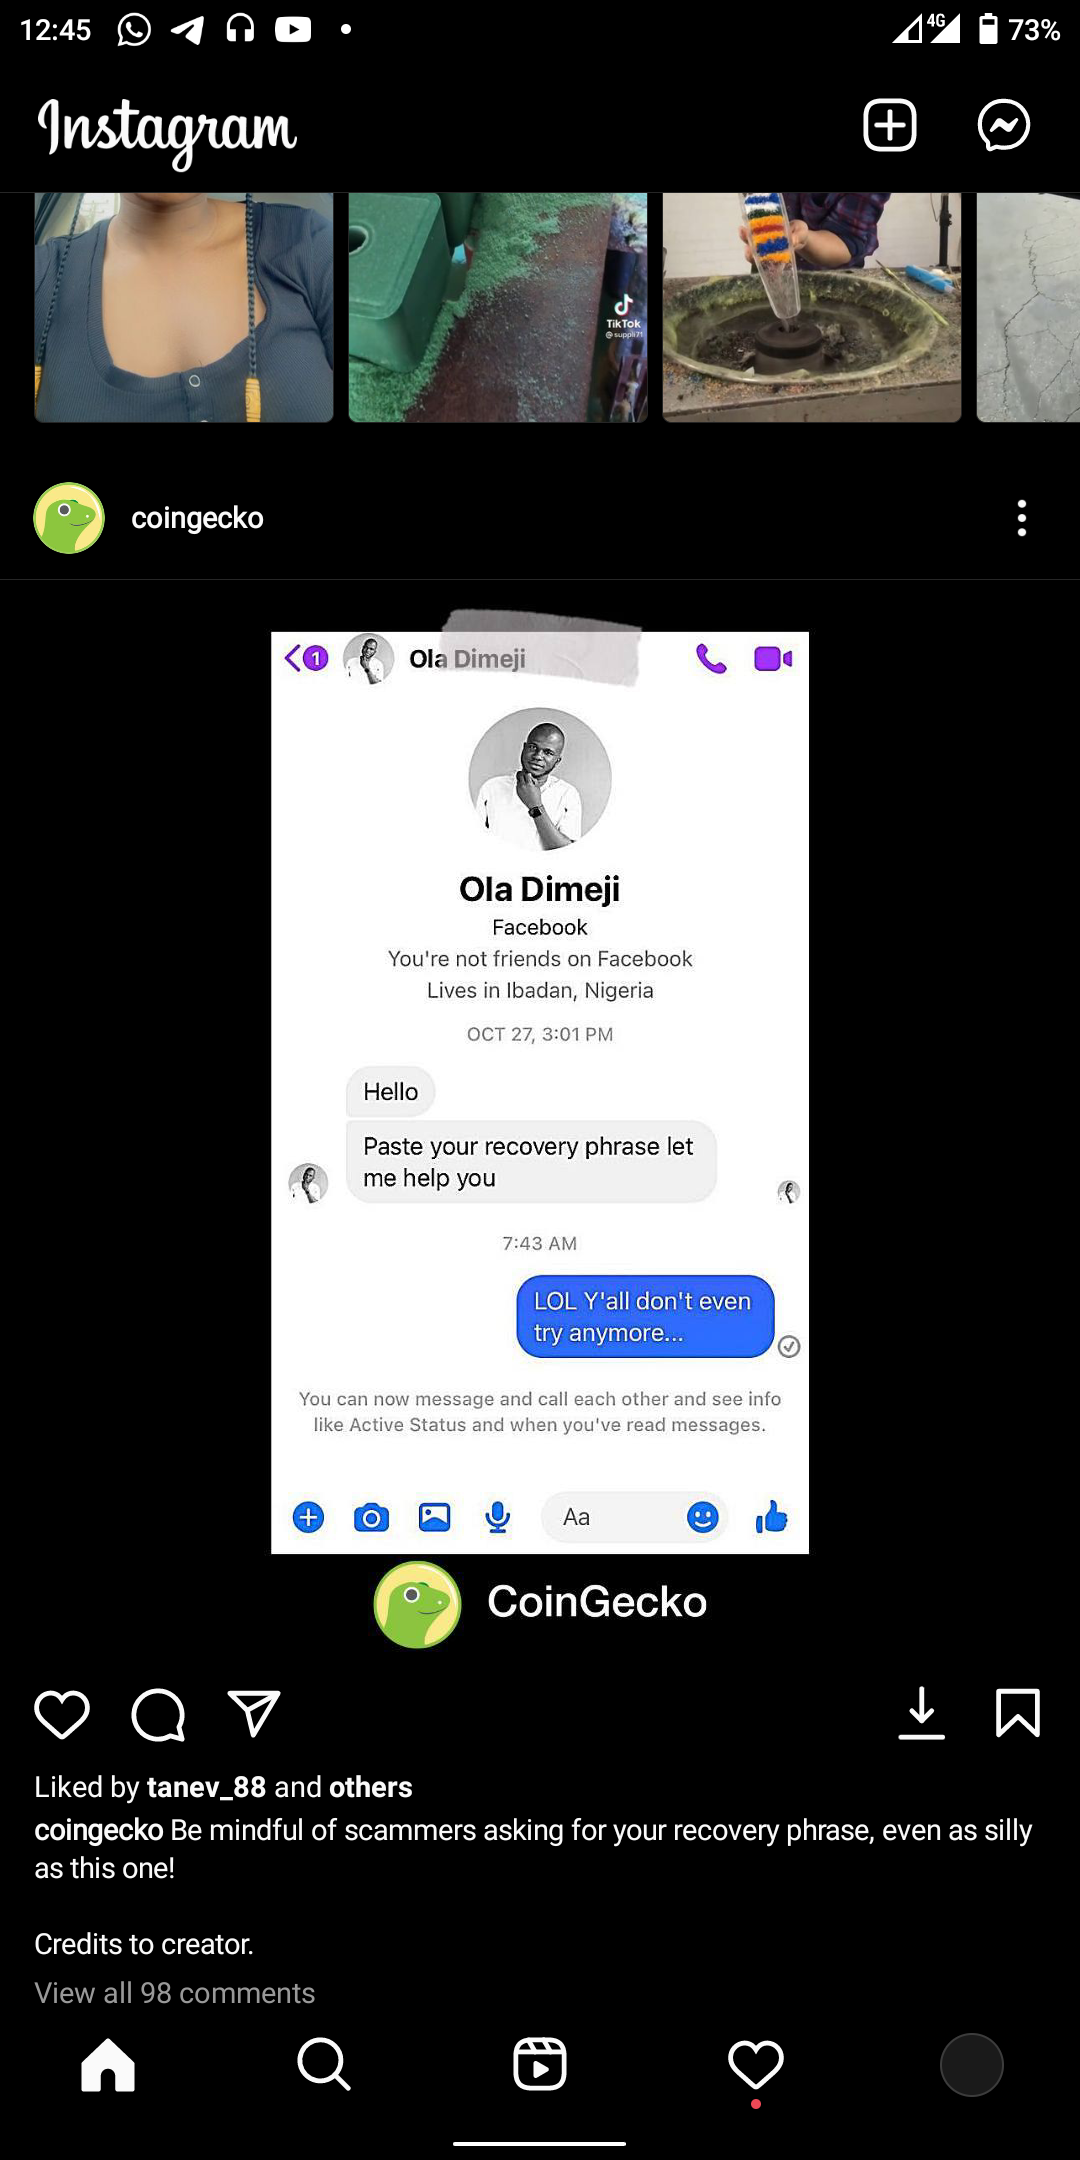 12:45
4G
73%
Instagram
TikTok
@suppli71
coingecko
1
Ola Dimeji
Ola Dimeji
Facebook
You're not friends on Facebook
Lives in Ibadan, Nigeria
OCT 27, 3:01 PM
Hello
Paste your recovery phrase let
me help you
7:43 AM
LOL Y'all don't even
try anymore...
You can now message and call each other and see info
like Active Status and when you've read messages.
Aa
CoinGecko
Liked by tanev_88 and others
coingecko Be mindful of scammers asking for your recovery phrase, even as silly
as this one!
Credits to creator.
View all 98 comments